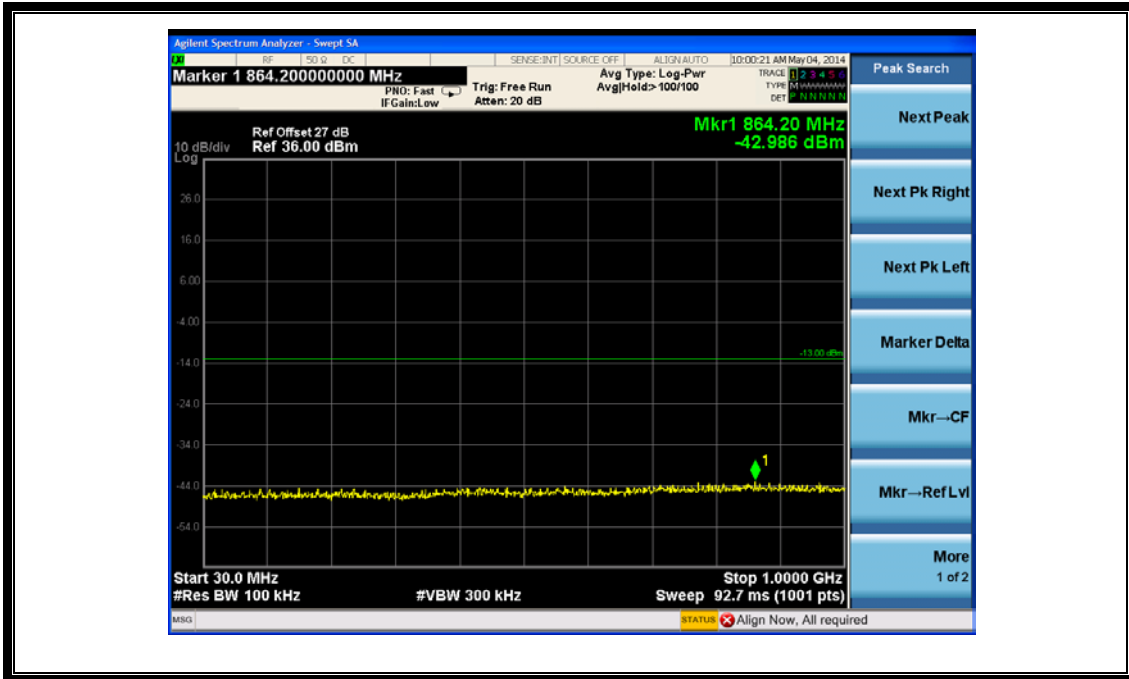 Agilent Spectrum Analyzer - Swept SA
LXI RF 50 Ω DC SENSE:INT SOURCE OFF ALIGN AUTO 10:00:21 AM May 04, 2014
Marker 1 864.200000000 MHz
PNO: Fast
IFGain:Low
Trig: Free Run
Atten: 20 dB
Avg Type: Log-Pwr
Avg|Hold:>100/100
TRACE 1 2 3 4 5 6
TYPE M
DET P N N N N N
Ref Offset 27 dB
Ref 36.00 dBm
10 dB/div
Log
Mkr1 864.20 MHz
-42.986 dBm
26.0
16.0
6.00
-4.00
-13.00 dBm
-14.0
-24.0
-34.0
1
-44.0
-54.0
Start 30.0 MHz
Stop 1.0000 GHz
#Res BW 100 kHz
#VBW 300 kHz
Sweep 92.7 ms (1001 pts)
MSG
STATUS Align Now, All required
Peak Search
Next Peak
Next Pk Right
Next Pk Left
Marker Delta
Mkr→CF
Mkr→Ref Lvl
More
1 of 2